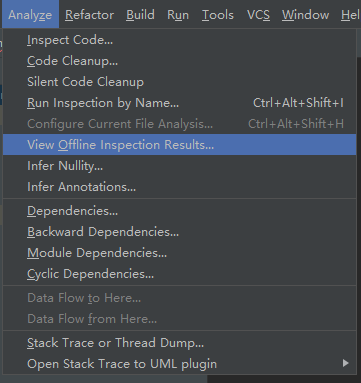 Analyze Refactor Build Run Tools VCS Window Hel
Inspect Code...
Code Cleanup...
Silent Code Cleanup
Run Inspection by Name... Ctrl+Alt+Shift+I
Configure Current File Analysis... Ctrl+Alt+Shift+H
View Offline Inspection Results...
Infer Nullity...
Infer Annotations...
Dependencies...
Backward Dependencies...
Module Dependencies...
Cyclic Dependencies...
Data Flow to Here...
Data Flow from Here...
Stack Trace or Thread Dump...
Open Stack Trace to UML plugin